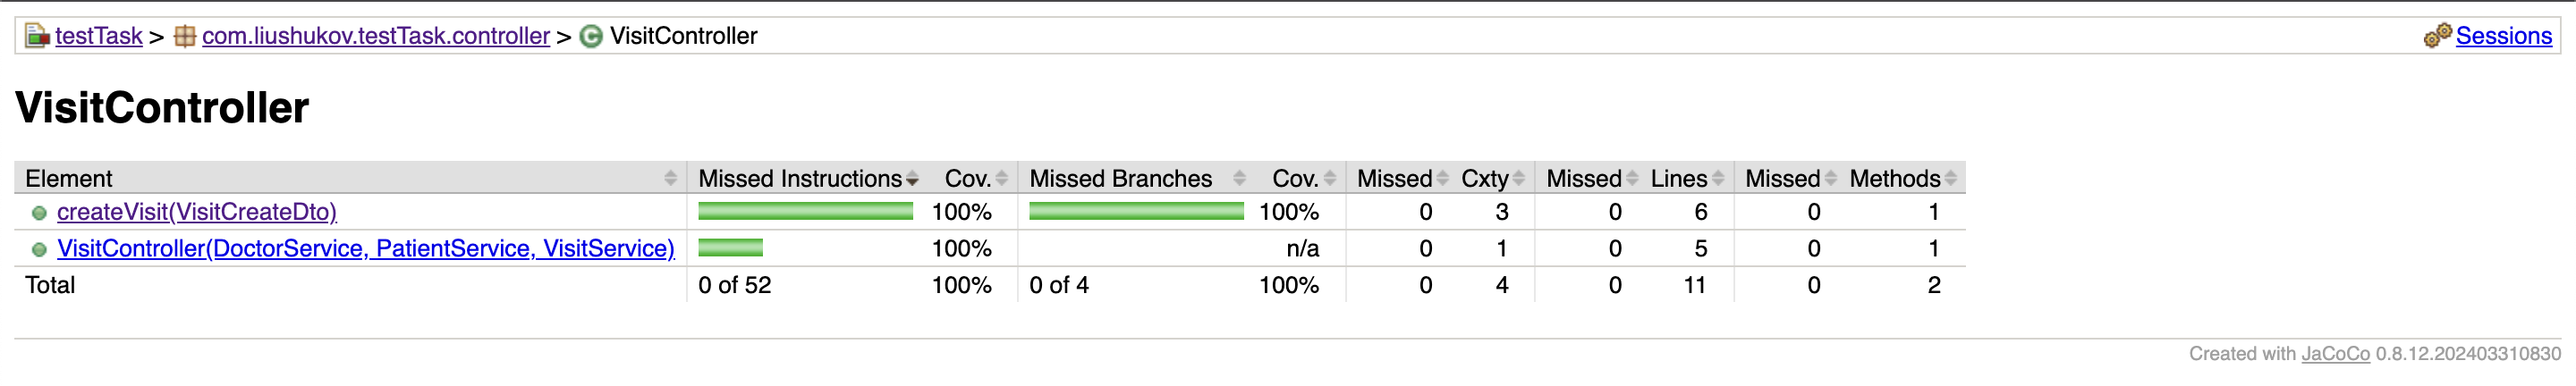 testTask > com.liushukov.testTask.controller > VisitController Sessions
VisitController
Element Missed Instructions Cov. Missed Branches Cov. Missed Cxty Missed Lines Missed Methods
createVisit(VisitCreateDto) 100% 100% 0 3 0 6 0 1
VisitController(DoctorService, PatientService, VisitService) 100% n/a 0 1 0 5 0 1
Total 0 of 52 100% 0 of 4 100% 0 4 0 11 0 2
Created with JaCoCo 0.8.12.202403310830